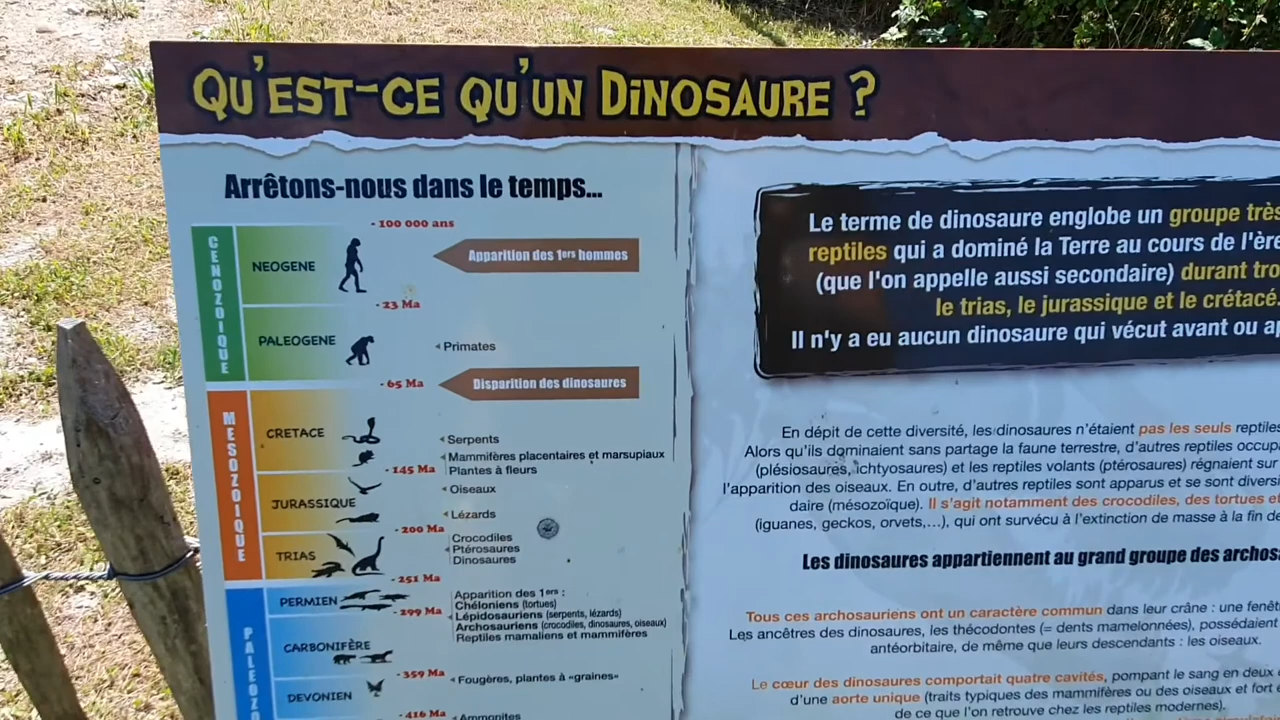 QU'EST-CE QU'UN DINOSAURE ?
Arrêtons-nous dans le temps...
- 100 000 ans
CENOZOIQUE
NEOGENE
Apparition des 1ers hommes
- 23 Ma
PALEOGENE
Primates
- 65 Ma
Disparition des dinosaures
MESOZOIQUE
CRETACE
Serpents
Mammifères placentaires et marsupiaux
- 145 Ma
Plantes à fleurs
JURASSIQUE
Oiseaux
Lézards
- 200 Ma
TRIAS
Crocodiles
Ptérosaures
Dinosaures
- 251 Ma
PERMIEN
Apparition des 1ers :
Chéloniens (tortues)
- 299 Ma
Lépidosauriens (serpents, lézards)
Archosauriens (crocodiles, dinosaures, oiseaux)
Reptiles mamaliens et mammifères
PALEOZO
CARBONIFÈRE
- 359 Ma
Fougères, plantes à «graines»
DEVONIEN
- 416 Ma
Ammonites
Le terme de dinosaure englobe un groupe très
reptiles qui a dominé la Terre au cours de l'ère
(que l'on appelle aussi secondaire) durant
le trias, le jurassique et le crétacé.
Il n'y a eu aucun dinosaure qui vécut avant ou
En dépit de cette diversité, les dinosaures n'étaient pas les seuls
Alors qu'ils dominaient sans partage la faune terrestre, d'autres reptiles
(plésiosaures, ichtyosaures) et les reptiles volants (ptérosaures) régnaient sur
l'apparition des oiseaux. En outre, d'autres reptiles sont apparus et se sont
daire (mésozoïque). Il s'agit notamment des crocodiles, des tortues et
(iguanes, geckos, orvets,...), qui ont survécu à l'extinction de masse à la fin de
Les dinosaures appartiennent au grand groupe des
Tous ces archosauriens ont un caractère commun dans leur crâne : une
Les ancêtres des dinosaures, les thécodontes (= dents mamelonnées), possédaient
antéorbitaire, de même que leurs descendants : les oiseaux.
Le cœur des dinosaures comportait quatre cavités, pompant le sang en deux
d'une aorte unique (traits typiques des mammifères ou des oiseaux et fort
de ce que l'on retrouve chez les reptiles modernes).